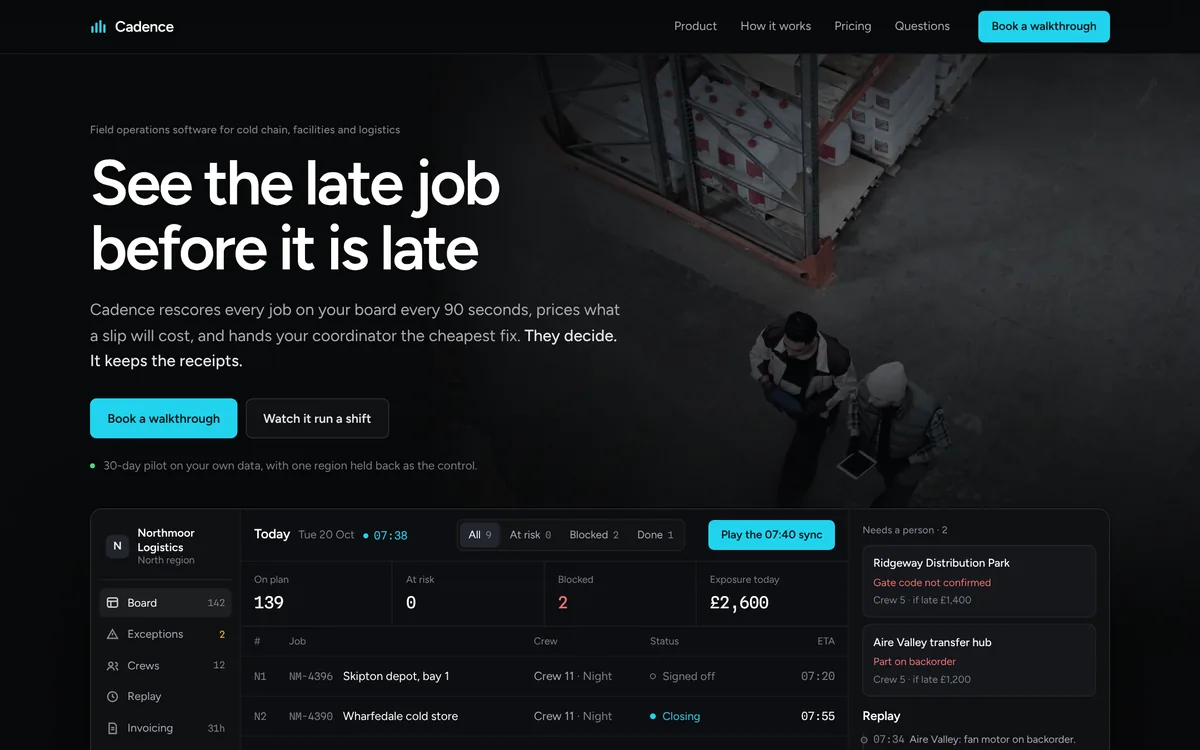 Cadence
Product
How it works
Pricing
Questions
Book a walkthrough
Field operations software for cold chain, facilities and logistics
See the late job
before it is late
Cadence rescores every job on your board every 90 seconds, prices what
a slip will cost, and hands your coordinator the cheapest fix. They decide.
It keeps the receipts.
Book a walkthrough
Watch it run a shift
30-day pilot on your own data, with one region held back as the control.
N
Northmoor
Logistics
North region
Board 142
Exceptions 2
Crews 12
Replay
Invoicing 31h
Today Tue 20 Oct 07:38
All 9
At risk 0
Blocked 2
Done 1
Play the 07:40 sync
On plan
139
At risk
0
Blocked
2
Exposure today
£2,600
# Job Crew Status ETA
N1 NM-4396 Skipton depot, bay 1 Crew 11 · Night Signed off 07:20
N2 NM-4390 Wharfedale cold store Crew 11 · Night Closing 07:55
Needs a person · 2
Ridgeway Distribution Park
Gate code not confirmed
Crew 5 · if late £1,400
Aire Valley transfer hub
Part on backorder
Crew 5 · if late £1,200
Replay
07:34 Aire Valley: fan motor on backorder.